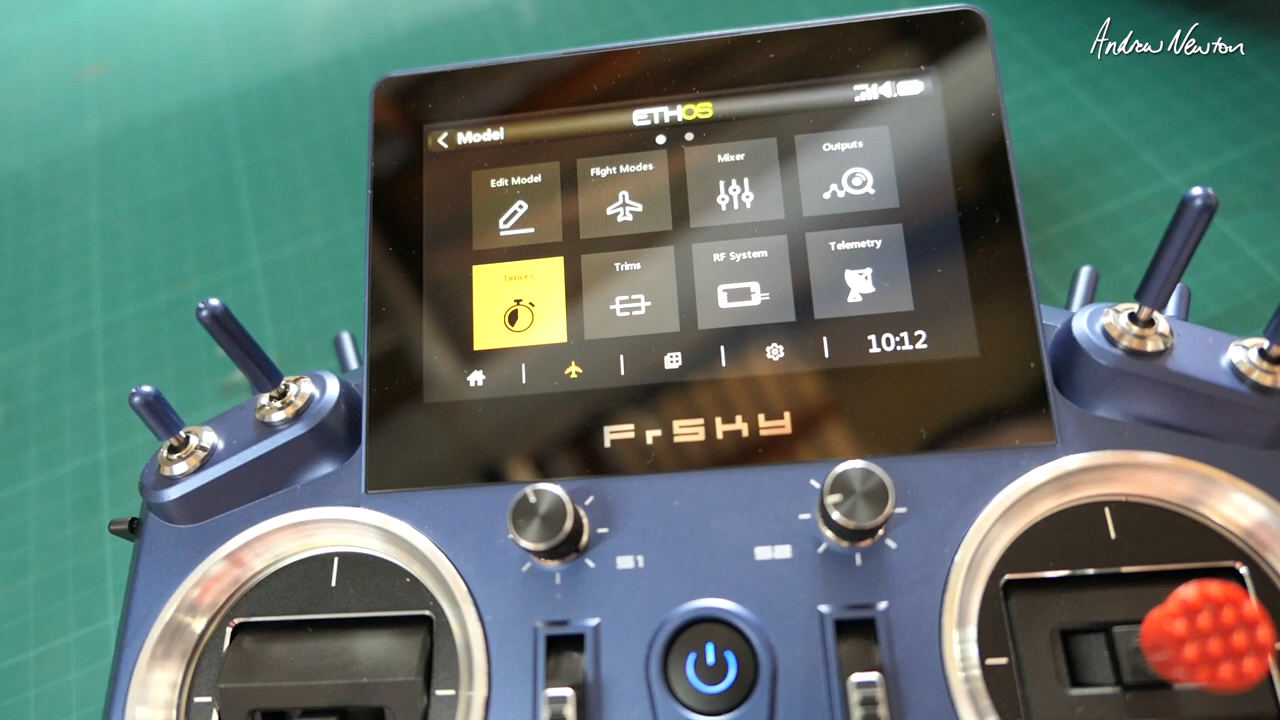 Andrew Newton
ETHOS
Model
Edit Model
Flight Modes
Mixer
Outputs
Timers
Trims
RF System
Telemetry
10:12
FrSKY
S1
S2